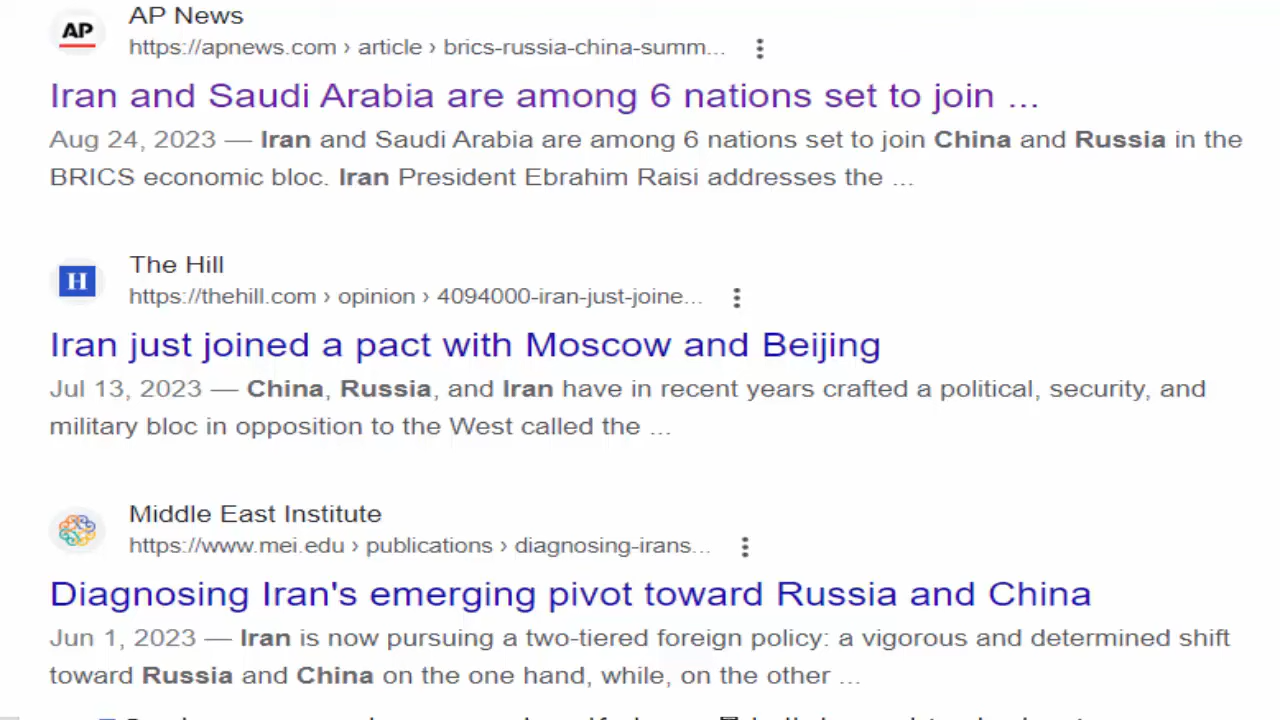 AP News
AP
https://apnews.com › article › brics-russia-china-summ...
Iran and Saudi Arabia are among 6 nations set to join ...
Aug 24, 2023 — Iran and Saudi Arabia are among 6 nations set to join China and Russia in the
BRICS economic bloc. Iran President Ebrahim Raisi addresses the ...
The Hill
H
https://thehill.com › opinion › 4094000-iran-just-joine...
Iran just joined a pact with Moscow and Beijing
Jul 13, 2023 — China, Russia, and Iran have in recent years crafted a political, security, and
military bloc in opposition to the West called the ...
Middle East Institute
https://www.mei.edu › publications › diagnosing-irans...
Diagnosing Iran's emerging pivot toward Russia and China
Jun 1, 2023 — Iran is now pursuing a two-tiered foreign policy: a vigorous and determined shift
toward Russia and China on the one hand, while, on the other ...